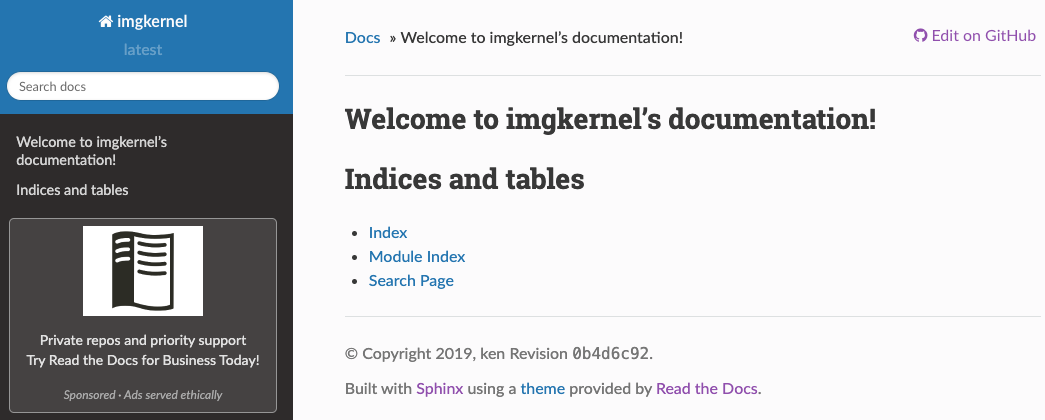 imgkernel
latest
Search docs
Welcome to imgkernel’s
documentation!
Indices and tables
Private repos and priority support
Try Read the Docs for Business Today!
Sponsored · Ads served ethically
Docs » Welcome to imgkernel’s documentation!
Edit on GitHub
Welcome to imgkernel’s documentation!
Indices and tables
• Index
• Module Index
• Search Page
© Copyright 2019, ken Revision 0b4d6c92.
Built with Sphinx using a theme provided by Read the Docs.